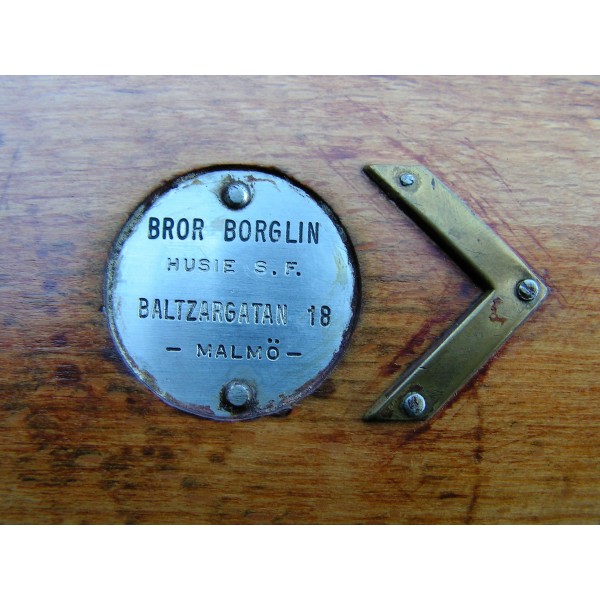 BROR BORGLIN
HUSIE S.F.
BALTZARGATAN 18
- MALMÖ -